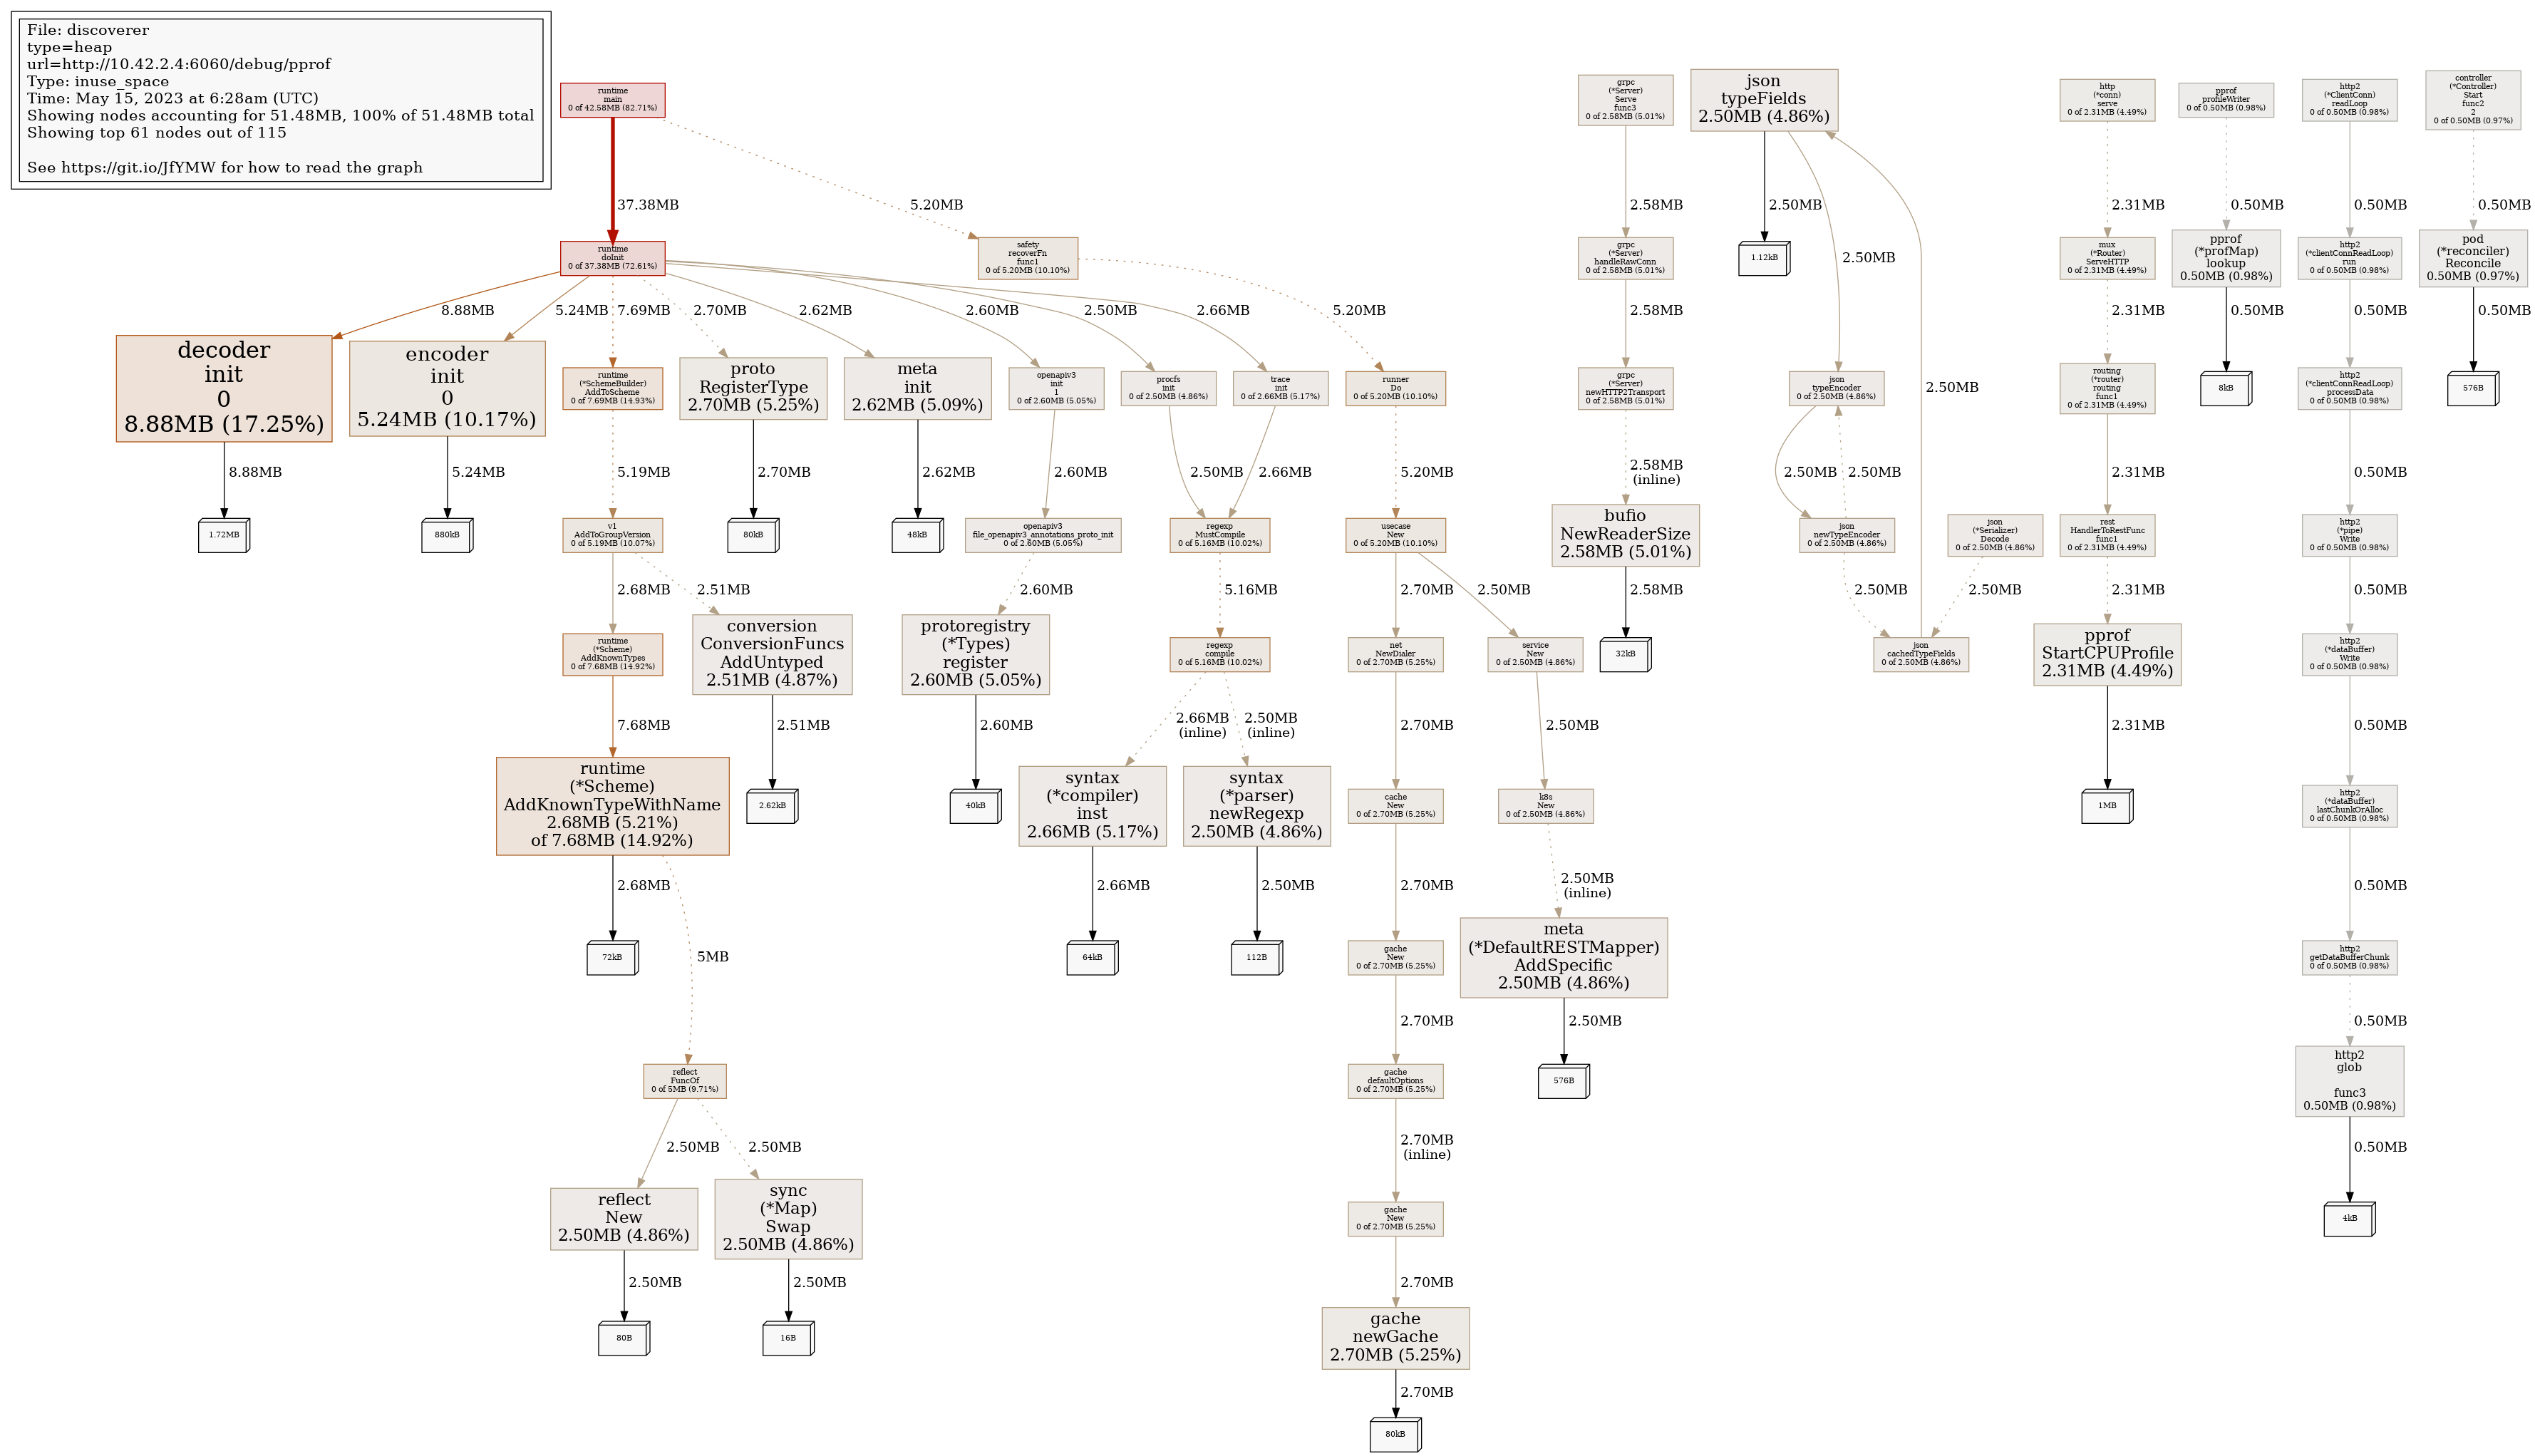 File: discoverer
type=heap
url=http://10.42.2.4:6060/debug/pprof
Type: inuse_space
Time: May 15, 2023 at 6:28am (UTC)
Showing nodes accounting for 51.48MB, 100% of 51.48MB total
Showing top 61 nodes out of 115
See https://git.io/JfYMW for how to read the graph
runtime
main
0 of 42.58MB (82.71%)
grpc
(*Server)
Serve
func3
0 of 2.58MB (5.01%)
json
typeFields
2.50MB (4.86%)
http
(*conn)
serve
0 of 2.31MB (4.49%)
pprof
profileWriter
0 of 0.50MB (0.98%)
http2
(*ClientConn)
readLoop
0 of 0.50MB (0.98%)
controller
(*Controller)
Start
func2
2
0 of 0.50MB (0.97%)
37.38MB
5.20MB
2.58MB
2.50MB
2.50MB
2.31MB
0.50MB
0.50MB
0.50MB
runtime
doInit
0 of 37.38MB (72.61%)
safety
recoverFn
func1
0 of 5.20MB (10.10%)
grpc
(*Server)
handleRawConn
0 of 2.58MB (5.01%)
1.12kB
mux
(*Router)
ServeHTTP
0 of 2.31MB (4.49%)
pprof
(*profMap)
lookup
0.50MB (0.98%)
http2
(*clientConnReadLoop)
run
0 of 0.50MB (0.98%)
pod
(*reconciler)
Reconcile
0.50MB (0.97%)
8.88MB
5.24MB
7.69MB
2.70MB
2.62MB
2.60MB
2.50MB
2.66MB
5.20MB
2.58MB
2.31MB
0.50MB
0.50MB
0.50MB
decoder
init
0
8.88MB (17.25%)
encoder
init
0
5.24MB (10.17%)
runtime
(*SchemeBuilder)
AddToScheme
0 of 7.69MB (14.93%)
proto
RegisterType
2.70MB (5.25%)
meta
init
2.62MB (5.09%)
openapiv3
init
1
0 of 2.60MB (5.05%)
procfs
init
0 of 2.50MB (4.86%)
trace
init
0 of 2.66MB (5.17%)
runner
Do
0 of 5.20MB (10.10%)
grpc
(*Server)
newHTTP2Transport
0 of 2.58MB (5.01%)
json
typeEncoder
0 of 2.50MB (4.86%)
2.50MB
routing
(*router)
routing
func1
0 of 2.31MB (4.49%)
8kB
http2
(*clientConnReadLoop)
processData
0 of 0.50MB (0.98%)
576B
8.88MB
5.24MB
5.19MB
2.70MB
2.62MB
2.60MB
2.50MB
2.66MB
5.20MB
2.58MB
(inline)
2.50MB
2.50MB
2.31MB
0.50MB
1.72MB
880kB
v1
AddToGroupVersion
0 of 5.19MB (10.07%)
80kB
48kB
openapiv3
file_openapiv3_annotations_proto_init
0 of 2.60MB (5.05%)
regexp
MustCompile
0 of 5.16MB (10.02%)
usecase
New
0 of 5.20MB (10.10%)
bufio
NewReaderSize
2.58MB (5.01%)
json
newTypeEncoder
0 of 2.50MB (4.86%)
json
(*Serializer)
Decode
0 of 2.50MB (4.86%)
rest
HandlerToRestFunc
func1
0 of 2.31MB (4.49%)
http2
(*pipe)
Write
0 of 0.50MB (0.98%)
2.68MB
2.51MB
2.60MB
5.16MB
2.70MB
2.50MB
2.58MB
2.50MB
2.50MB
2.31MB
0.50MB
runtime
(*Scheme)
AddKnownTypes
0 of 7.68MB (14.92%)
conversion
ConversionFuncs
AddUntyped
2.51MB (4.87%)
protoregistry
(*Types)
register
2.60MB (5.05%)
regexp
compile
0 of 5.16MB (10.02%)
net
NewDialer
0 of 2.70MB (5.25%)
service
New
0 of 2.50MB (4.86%)
32kB
json
cachedTypeFields
0 of 2.50MB (4.86%)
pprof
StartCPUProfile
2.31MB (4.49%)
http2
(*dataBuffer)
Write
0 of 0.50MB (0.98%)
7.68MB
2.51MB
2.60MB
2.66MB
(inline)
2.50MB
(inline)
2.70MB
2.50MB
2.31MB
0.50MB
runtime
(*Scheme)
AddKnownTypeWithName
2.68MB (5.21%)
of 7.68MB (14.92%)
2.62kB
40kB
syntax
(*compiler)
inst
2.66MB (5.17%)
syntax
(*parser)
newRegexp
2.50MB (4.86%)
cache
New
0 of 2.70MB (5.25%)
k8s
New
0 of 2.50MB (4.86%)
1MB
http2
(*dataBuffer)
lastChunkOrAlloc
0 of 0.50MB (0.98%)
2.68MB
5MB
2.66MB
2.50MB
2.70MB
2.50MB
(inline)
0.50MB
72kB
64kB
112B
gache
New
0 of 2.70MB (5.25%)
meta
(*DefaultRESTMapper)
AddSpecific
2.50MB (4.86%)
http2
getDataBufferChunk
0 of 0.50MB (0.98%)
2.70MB
2.50MB
0.50MB
reflect
FuncOf
0 of 5MB (9.71%)
gache
defaultOptions
0 of 2.70MB (5.25%)
576B
http2
glob
func3
0.50MB (0.98%)
2.50MB
2.50MB
2.70MB
(inline)
0.50MB
reflect
New
2.50MB (4.86%)
sync
(*Map)
Swap
2.50MB (4.86%)
gache
New
0 of 2.70MB (5.25%)
4kB
2.50MB
2.50MB
2.70MB
80B
16B
gache
newGache
2.70MB (5.25%)
2.70MB
80kB